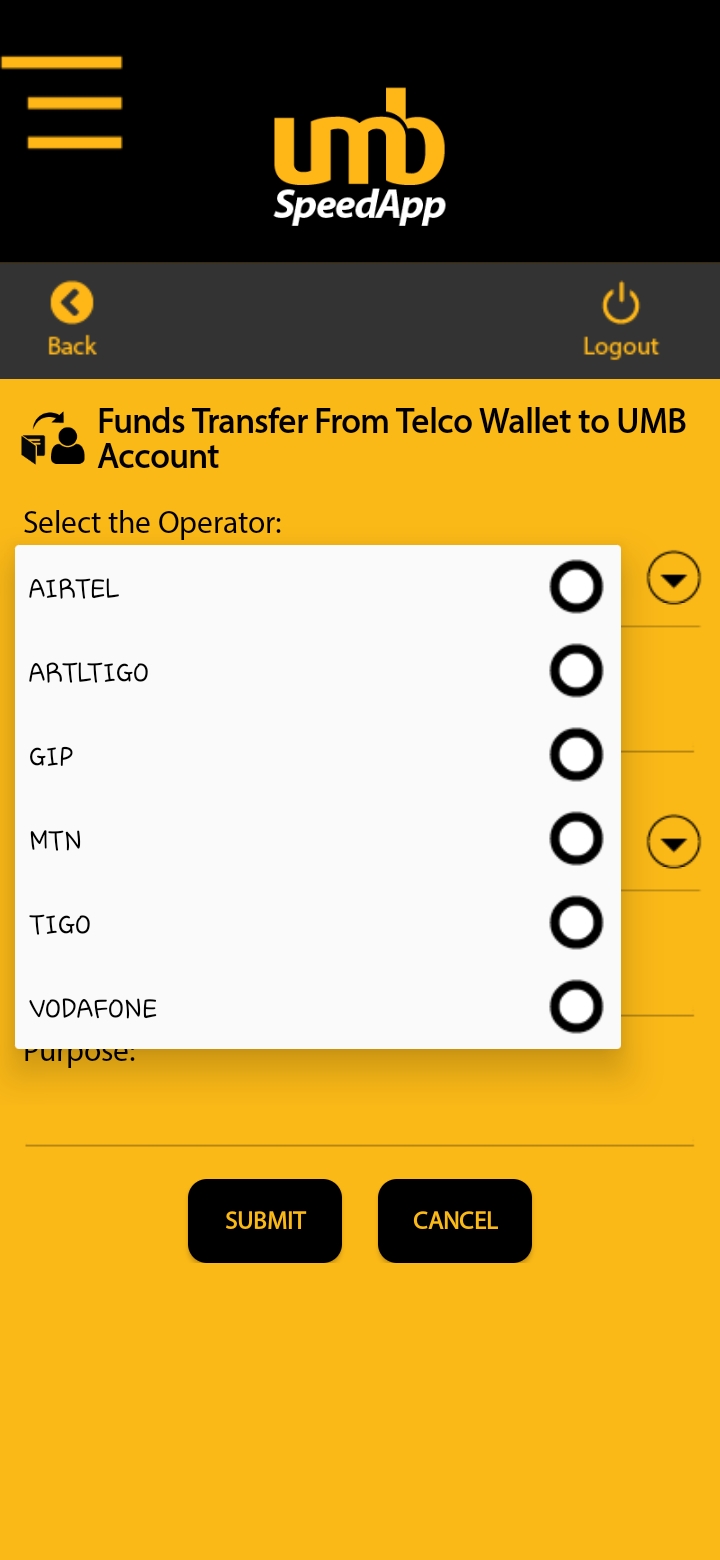 umb
SpeedApp
Back
Logout
Funds Transfer From Telco Wallet to UMB
Account
Select the Operator:
AIRTEL
ARTLTIGO
GIP
MTN
TIGO
VODAFONE
Purpose:
SUBMIT
CANCEL